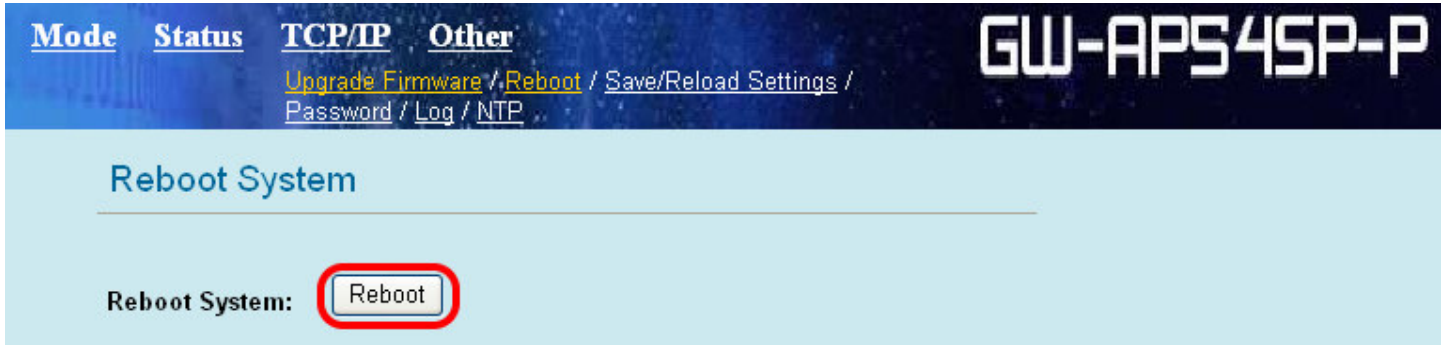 Mode Status TCP/IP Other
GW-APS4SP-P
Upgrade Firmware / Reboot / Save/Reload Settings /
Password / Log / NTP
Reboot System
Reboot System: Reboot